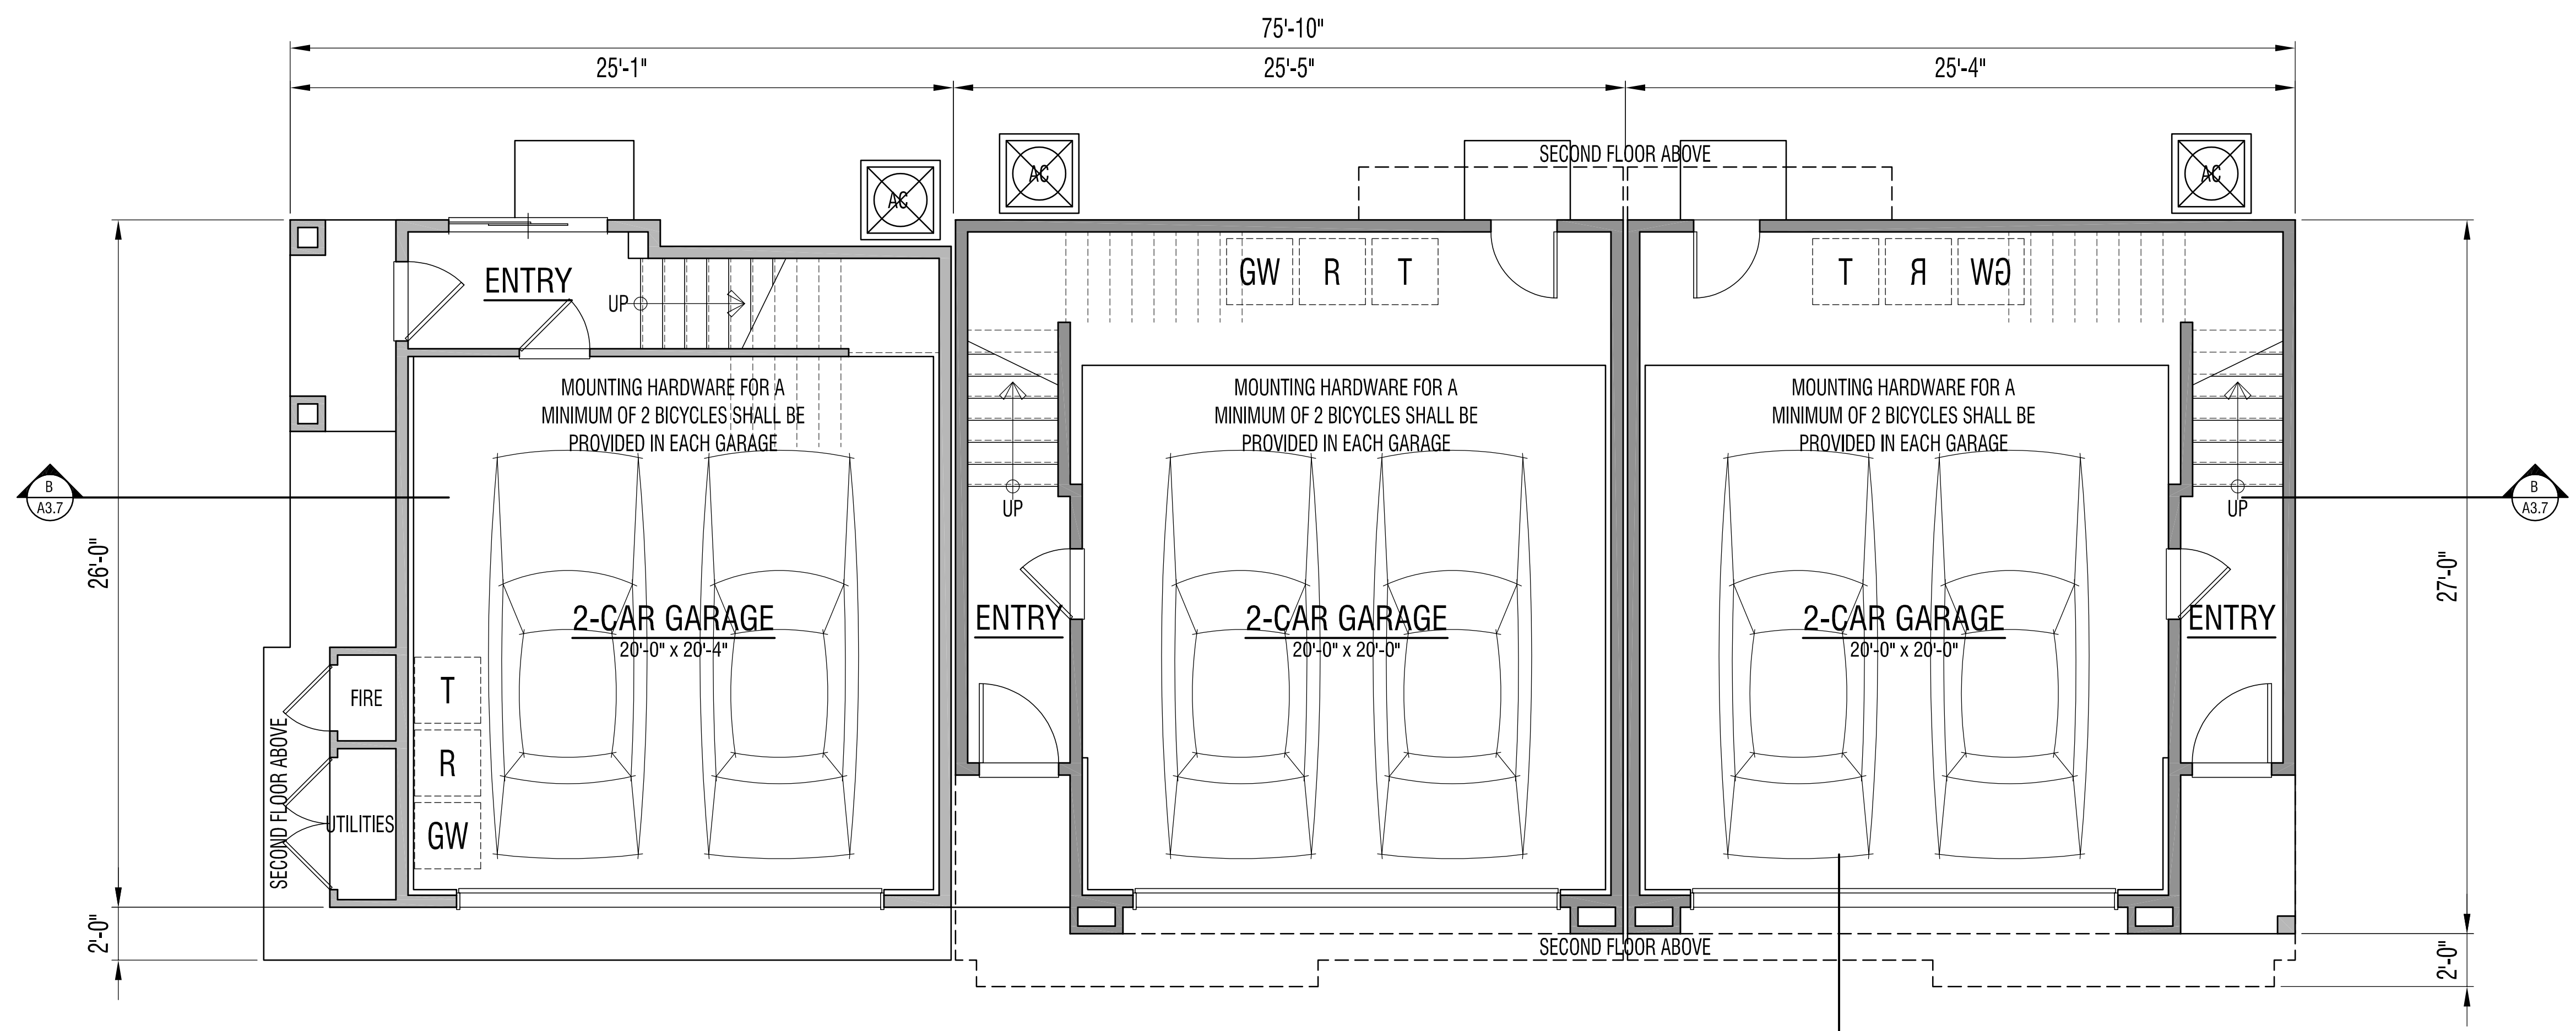 75'-10"
25'-1"
25'-5"
25'-4"
SECOND FLOOR ABOVE
AC
AC
AC
ENTRY
UP
GW R T
T R GW
MOUNTING HARDWARE FOR A
MINIMUM OF 2 BICYCLES SHALL BE
PROVIDED IN EACH GARAGE
MOUNTING HARDWARE FOR A
MINIMUM OF 2 BICYCLES SHALL BE
PROVIDED IN EACH GARAGE
MOUNTING HARDWARE FOR A
MINIMUM OF 2 BICYCLES SHALL BE
PROVIDED IN EACH GARAGE
B
A3.7
UP
UP
B
A3.7
26'-0"
27'-0"
2-CAR GARAGE
20'-0" x 20'-4"
ENTRY
2-CAR GARAGE
20'-0" x 20'-0"
2-CAR GARAGE
20'-0" x 20'-0"
ENTRY
FIRE
T
R
GW
UTILITIES
SECOND FLOOR ABOVE
2'-0"
SECOND FLOOR ABOVE
2'-0"